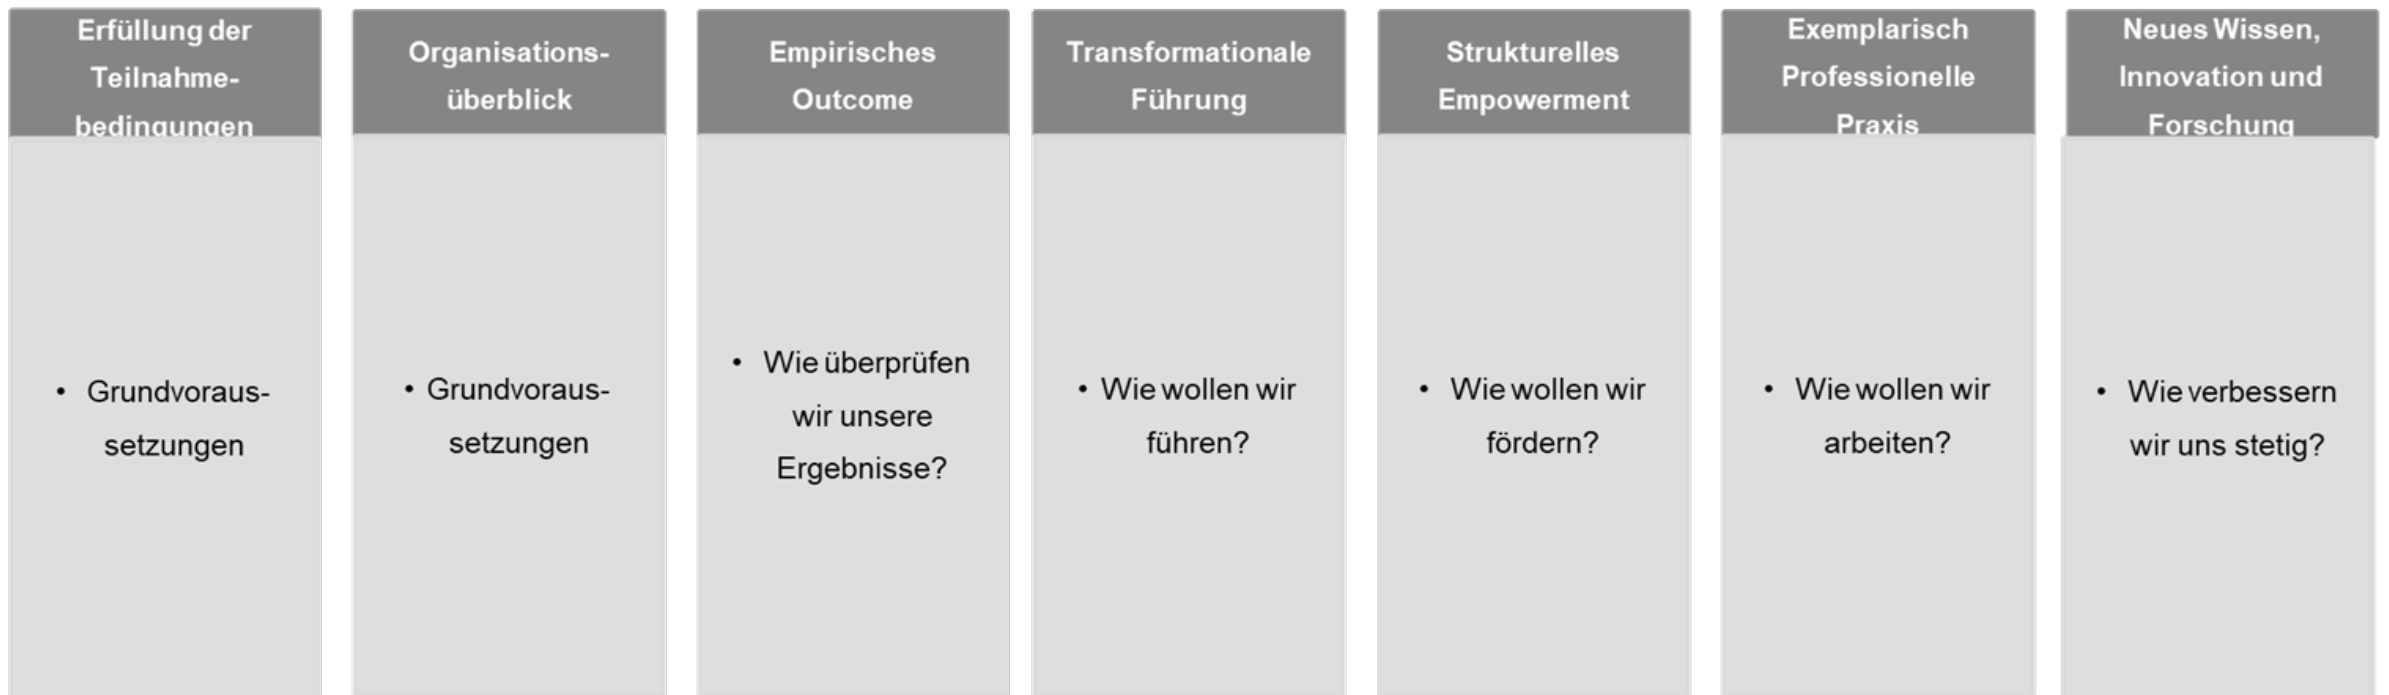 Erfüllung der
Teilnahme-
bedingungen
• Grundvoraus-
setzungen
Organisations-
überblick
• Grundvoraus-
setzungen
Empirisches
Outcome
• Wie überprüfen
wir unsere
Ergebnisse?
Transformationale
Führung
• Wie wollen wir
führen?
Strukturelles
Empowerment
• Wie wollen wir
fördern?
Exemplarisch
Professionelle
Praxis
• Wie wollen wir
arbeiten?
Neues Wissen,
Innovation und
Forschung
• Wie verbessern
wir uns stetig?